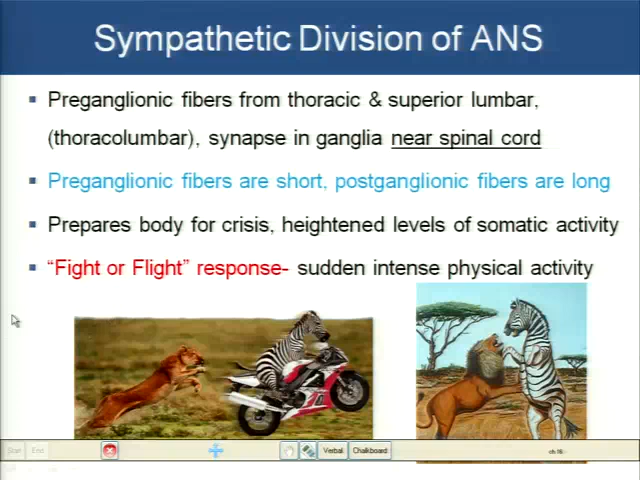 Sympathetic Division of ANS
Preganglionic fibers from thoracic & superior lumbar,
(thoracolumbar), synapse in ganglia near spinal cord
Preganglionic fibers are short, postganglionic fibers are long
Prepares body for crisis, heightened levels of somatic activity
“Fight or Flight” response- sudden intense physical activity
Start End Verbal Chalkboard ch 16